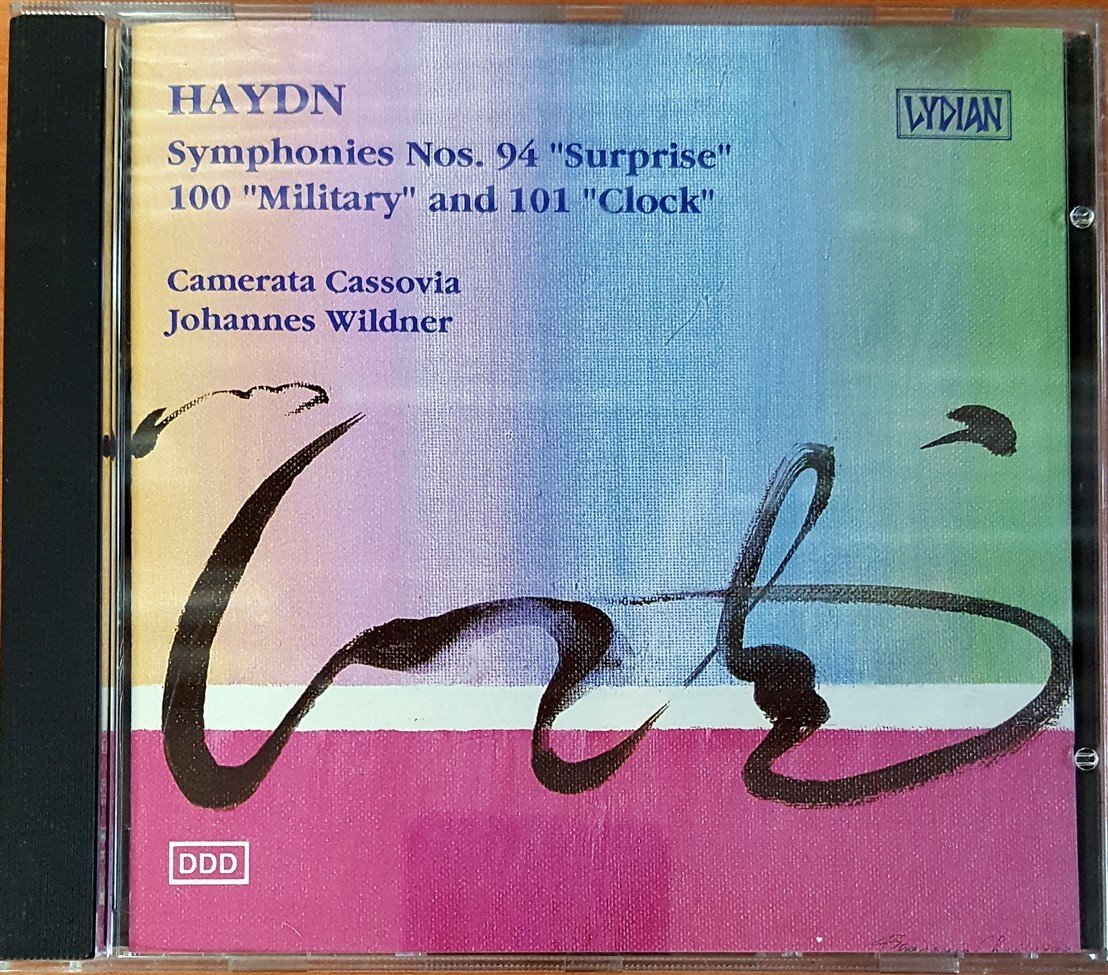 HAYDN
LYDIAN
Symphonies Nos. 94 "Surprise"
100 "Military" and 101 "Clock"
Camerata Cassovia
Johannes Wildner
DDD